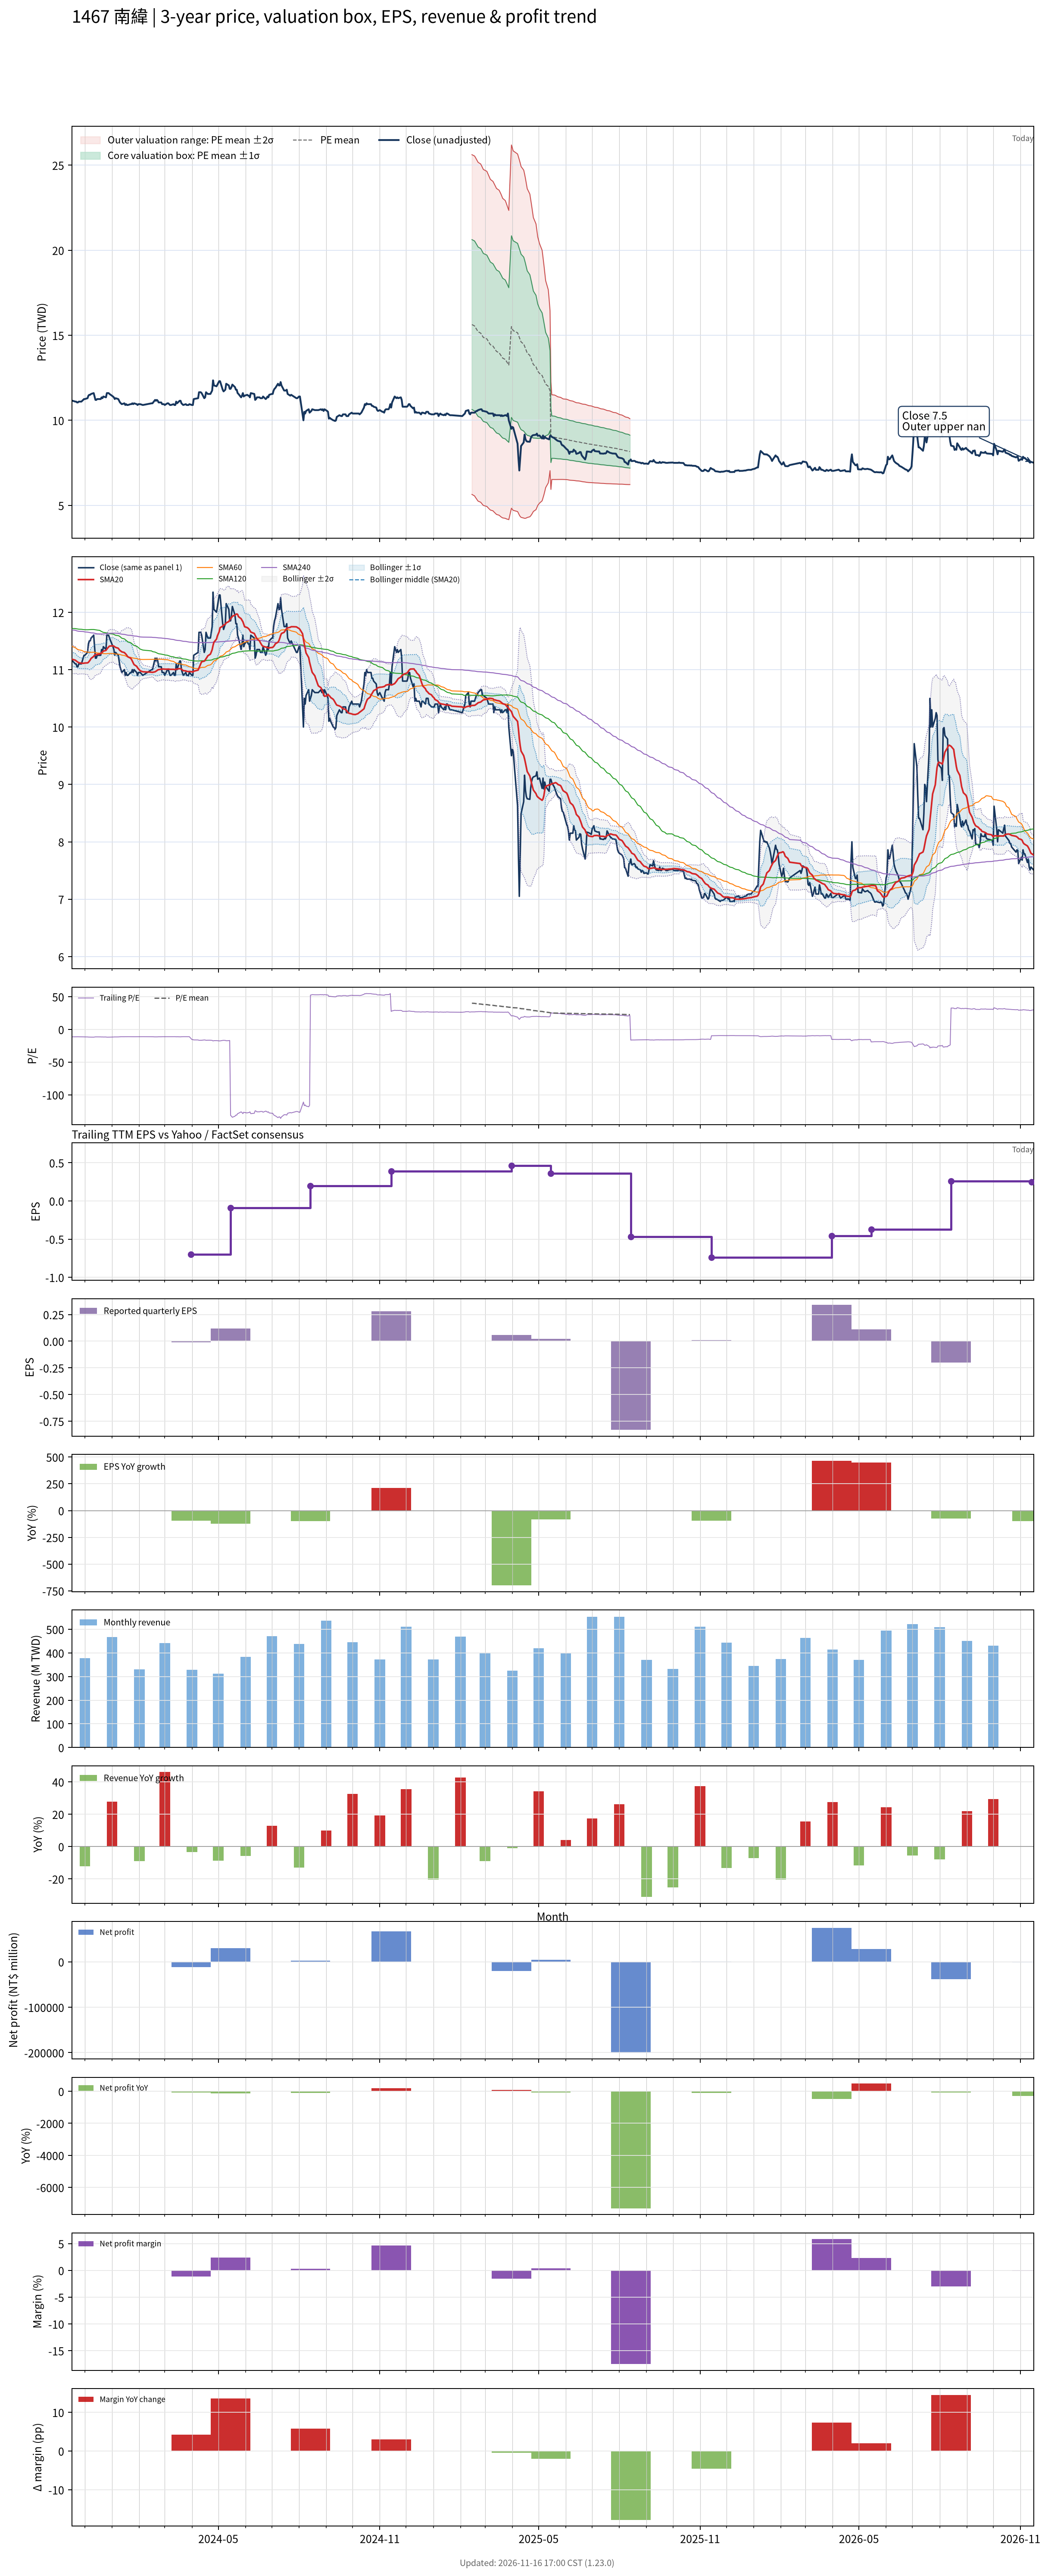 1467 南緯 | 3-year price, valuation box, EPS, revenue & profit trend
Outer valuation range: PE mean ±2σ
Core valuation box: PE mean ±1σ
PE mean
Close (unadjusted)
Today
Price (TWD)
25
20
15
10
5
Close 7.5
Outer upper nan
Close (same as panel 1)
SMA20
SMA60
SMA120
SMA240
Bollinger ±2σ
Bollinger ±1σ
Bollinger middle (SMA20)
Price
12
11
10
9
8
7
6
Trailing P/E
P/E mean
P/E
50
0
-50
-100
Trailing TTM EPS vs Yahoo / FactSet consensus
Today
EPS
0.5
0.0
-0.5
-1.0
Reported quarterly EPS
EPS
0.25
0.00
-0.25
-0.50
-0.75
EPS YoY growth
YoY (%)
500
250
0
-250
-500
-750
Monthly revenue
Revenue (M TWD)
500
400
300
200
100
0
Revenue YoY growth
YoY (%)
40
20
0
-20
Month
Net profit
Net profit (NT$ million)
0
-100000
-200000
Net profit YoY
YoY (%)
0
-2000
-4000
-6000
Net profit margin
Margin (%)
5
0
-5
-10
-15
Margin YoY change
Δ margin (pp)
10
0
-10
2024-05
2024-11
2025-05
2025-11
2026-05
2026-11
Updated: 2026-11-16 17:00 CST (1.23.0)